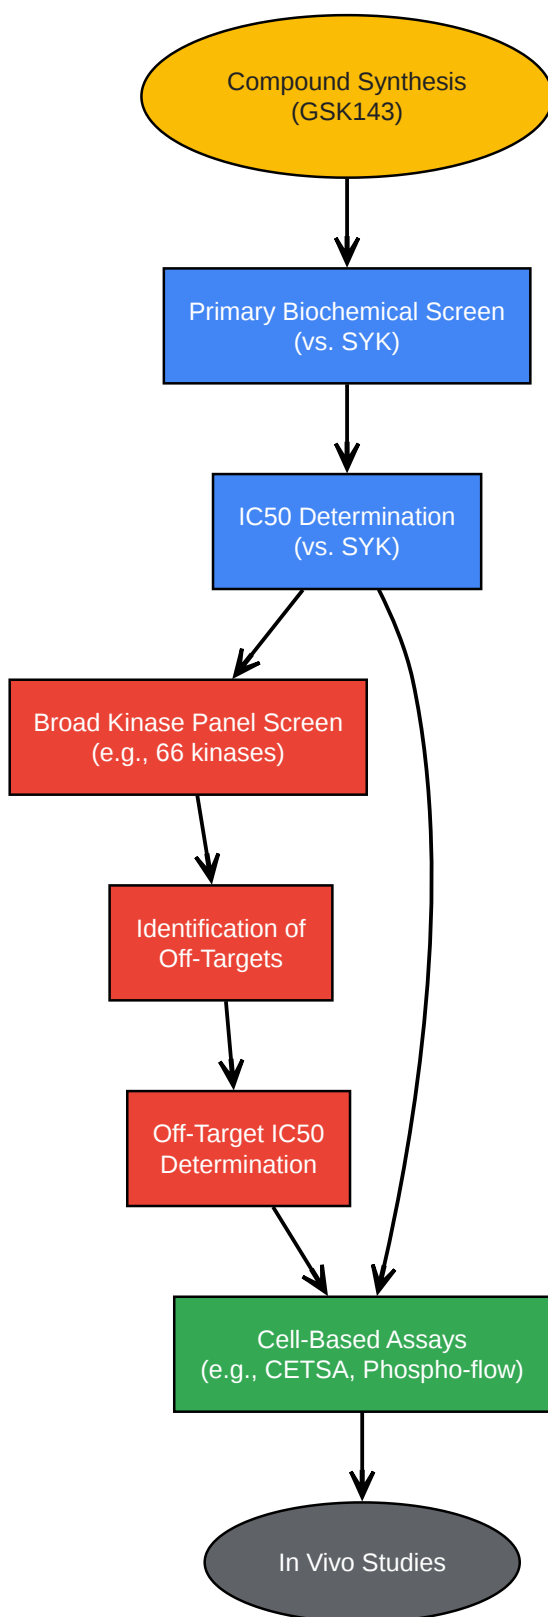 Compound Synthesis
(GSK143)
Primary Biochemical Screen
(vs. SYK)
IC50 Determination
(vs. SYK)
Broad Kinase Panel Screen
(e.g., 66 kinases)
Identification of
Off-Targets
Off-Target IC50
Determination
Cell-Based Assays
(e.g., CETSA, Phospho-flow)
In Vivo Studies